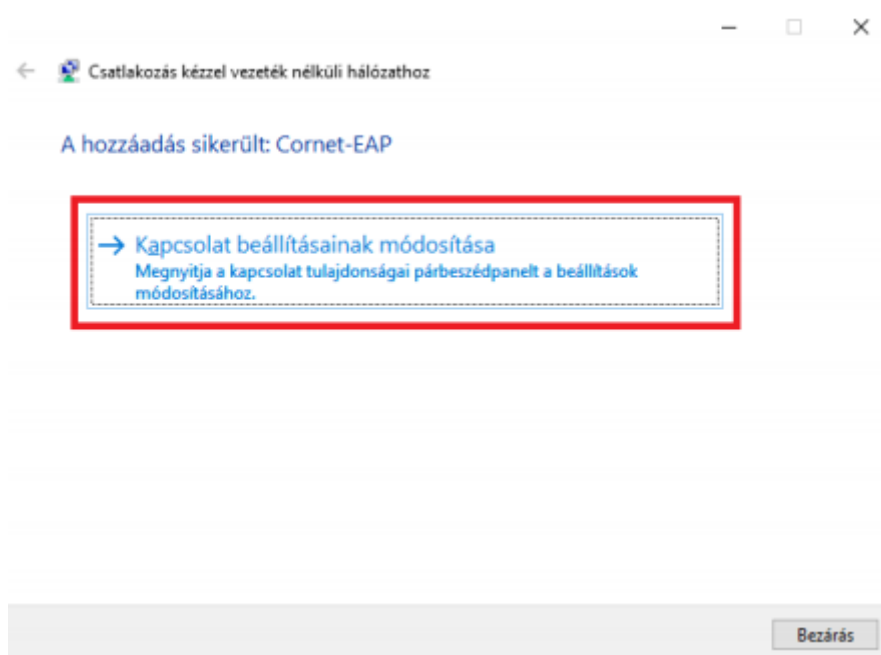 Csatlakozás kézzel vezeték nélküli hálózathoz
A hozzáadás sikerült: Cornet-EAP
Kapcsolat beállításainak módosítása
Megnyitja a kapcsolat tulajdonságai párbeszédpanelt a beállítások
módosításához.
Bezárás